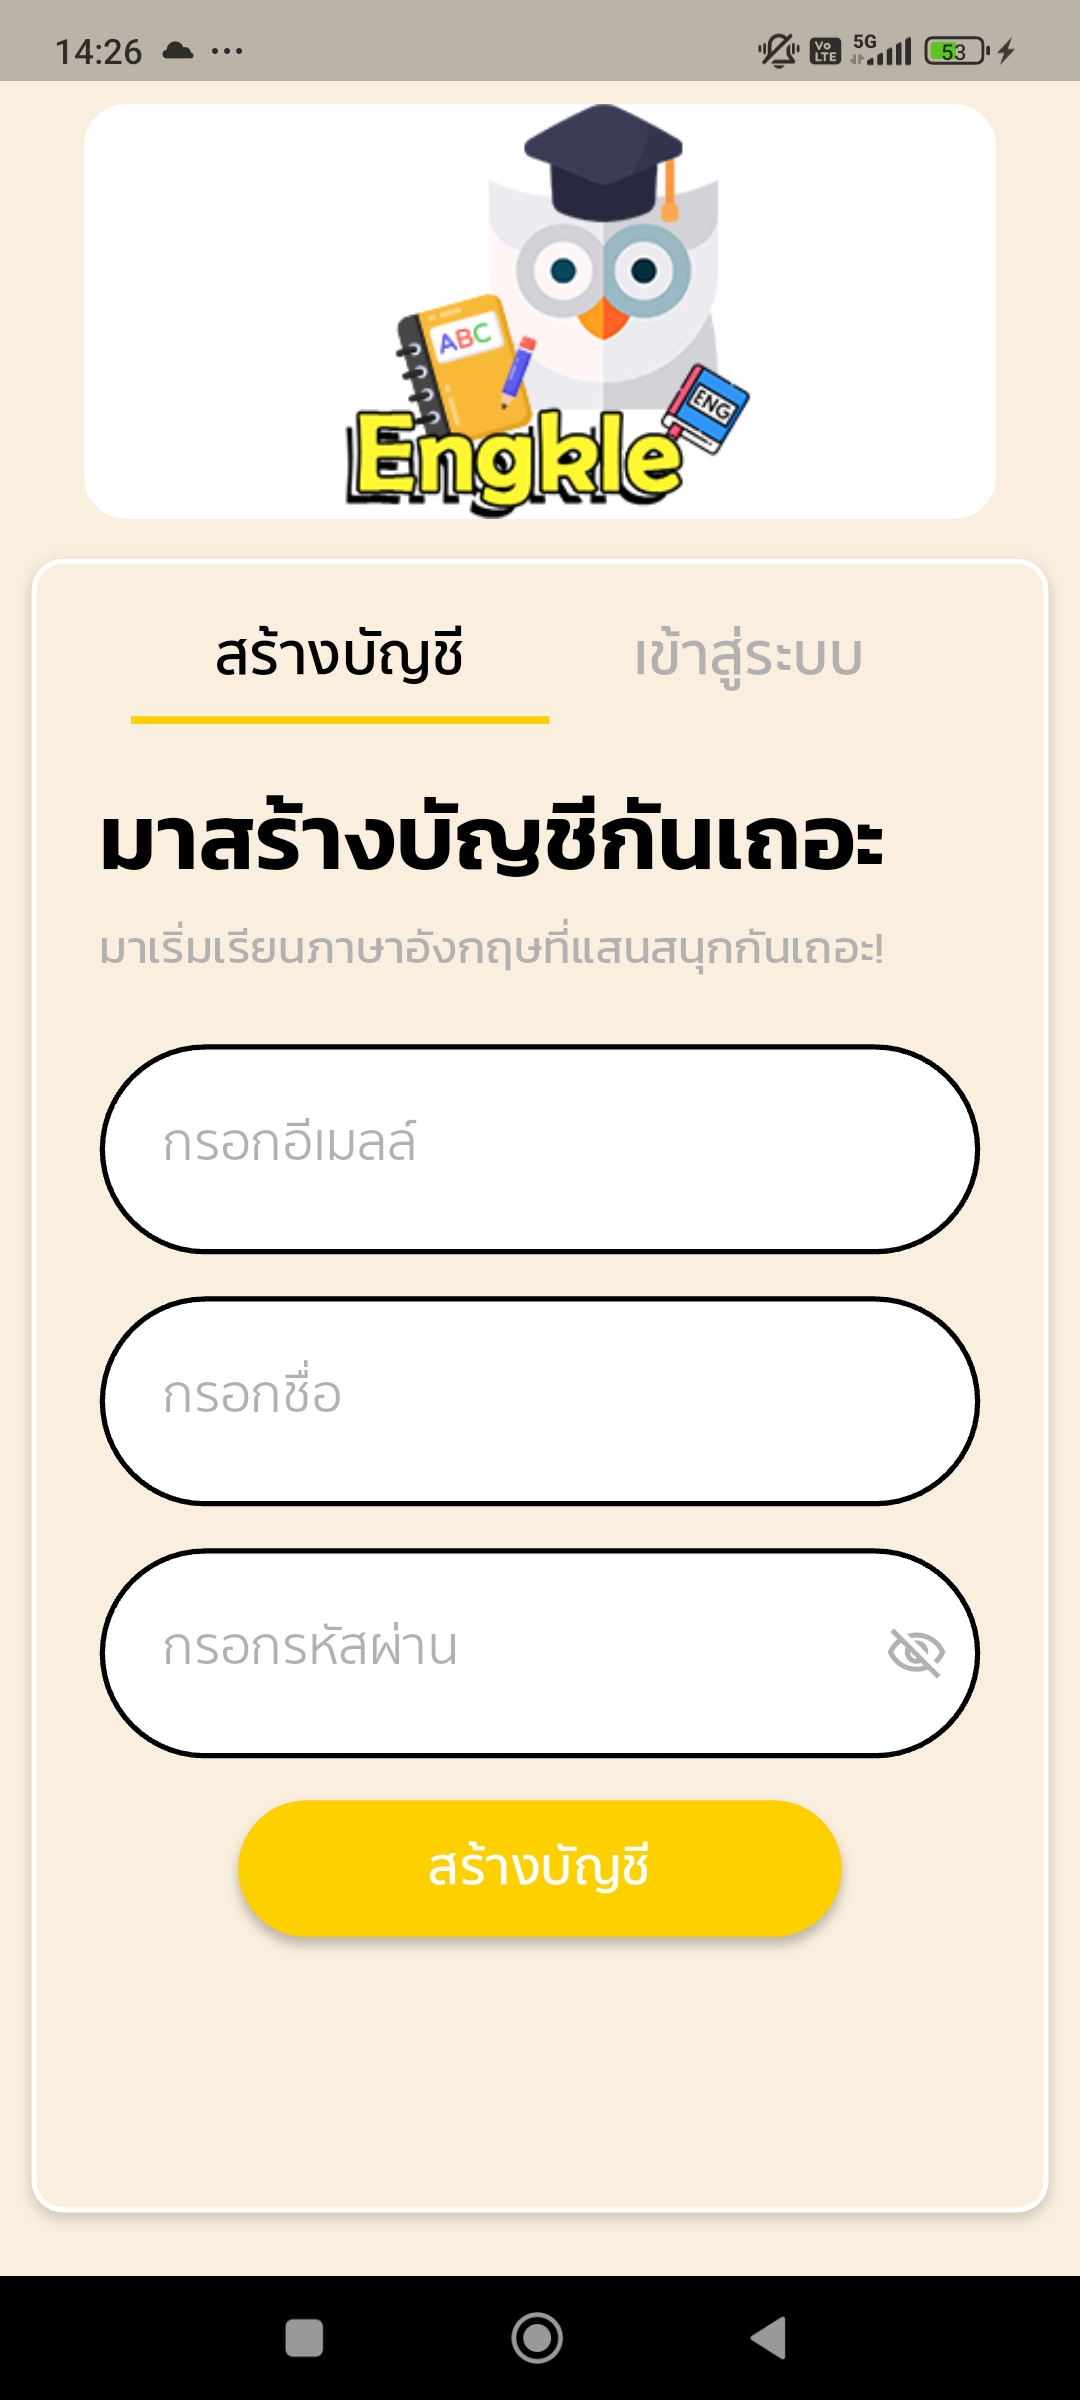 14:26
Vo
LTE
5G
53
ABC
ENG
Engkle
สร้างบัญชี
เข้าสู่ระบบ
มาสร้างบัญชีกันเถอะ
มาเริ่มเรียนภาษาอังกฤษที่แสนสนุกกันเถอะ!
กรอกอีเมลล์
กรอกชื่อ
กรอกรหัสผ่าน
สร้างบัญชี